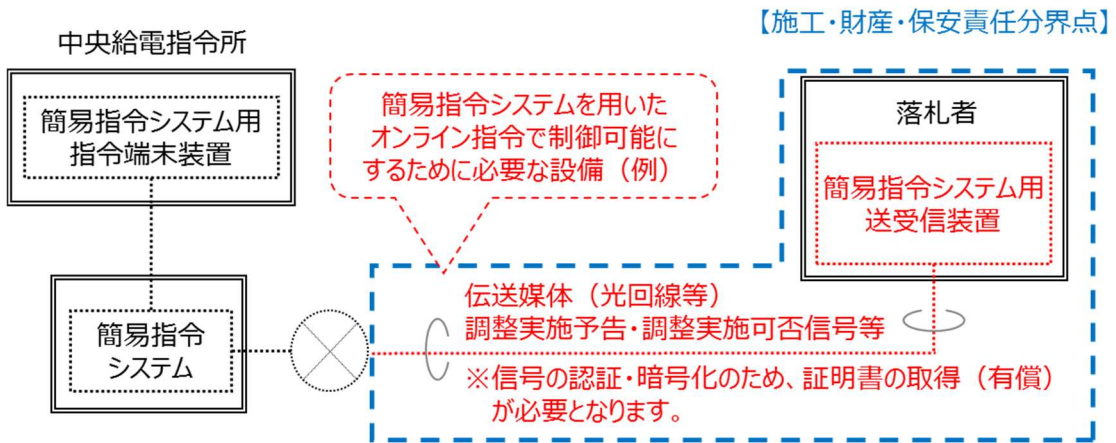 【施工・財産・保安責任分界点】
中央給電指令所
簡易指令システム用
指令端末装置
簡易指令システムを用いた
オンライン指令で制御可能に
するために必要な設備（例）
落札者
簡易指令システム用
送受信装置
簡易指令
システム
伝送媒体（光回線等）
調整実施予告・調整実施可否信号等
※信号の認証・暗号化のため、証明書の取得（有償）
が必要となります。